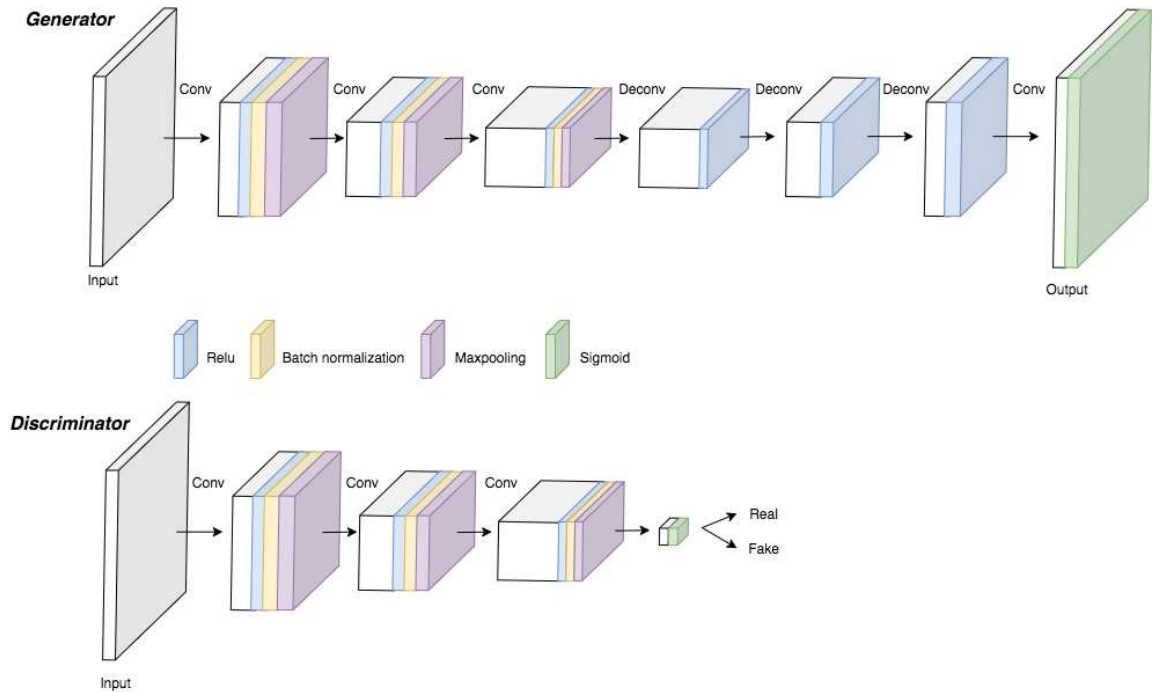 Generator
Conv Conv Conv Deconv Deconv Deconv Conv
Input
Output
Relu Batch normalization Maxpooling Sigmoid
Discriminator
Conv Conv Conv
Real
Fake
Input